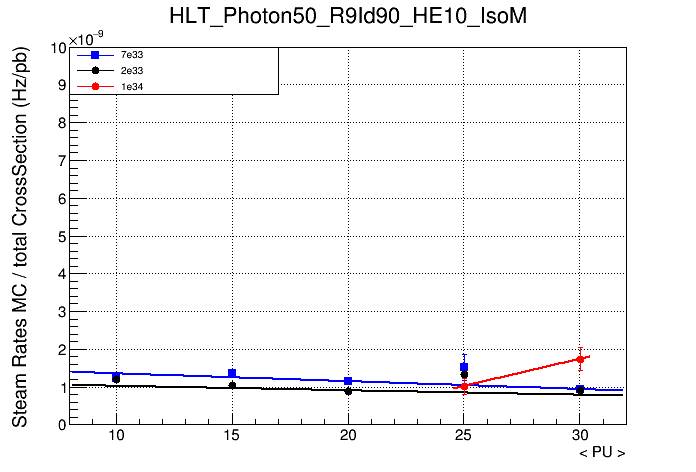 HLT_Photon50_R9Id90_HE10_IsoM
×10⁻⁹
7e33
2e33
1e34
Steam Rates MC / total CrossSection (Hz/pb)
10
9
8
7
6
5
4
3
2
1
0
10 15 20 25 30
< PU >